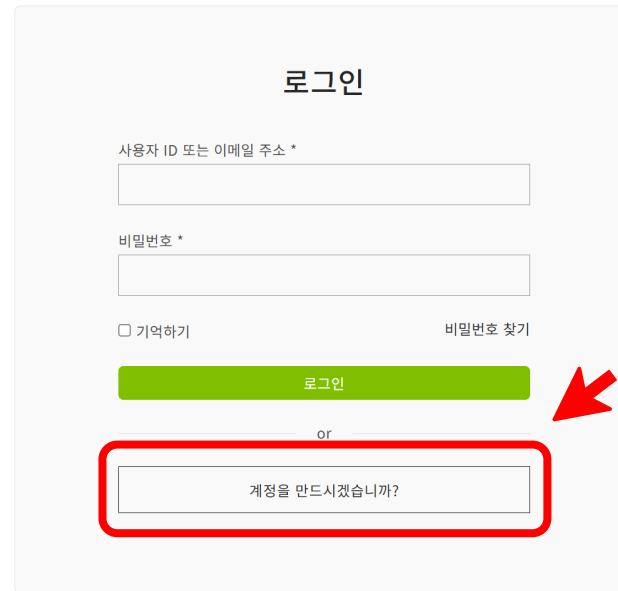 로그인
사용자 ID 또는 이메일 주소 *
비밀번호 *
기억하기 비밀번호 찾기
로그인
or
계정을 만드시겠습니까?